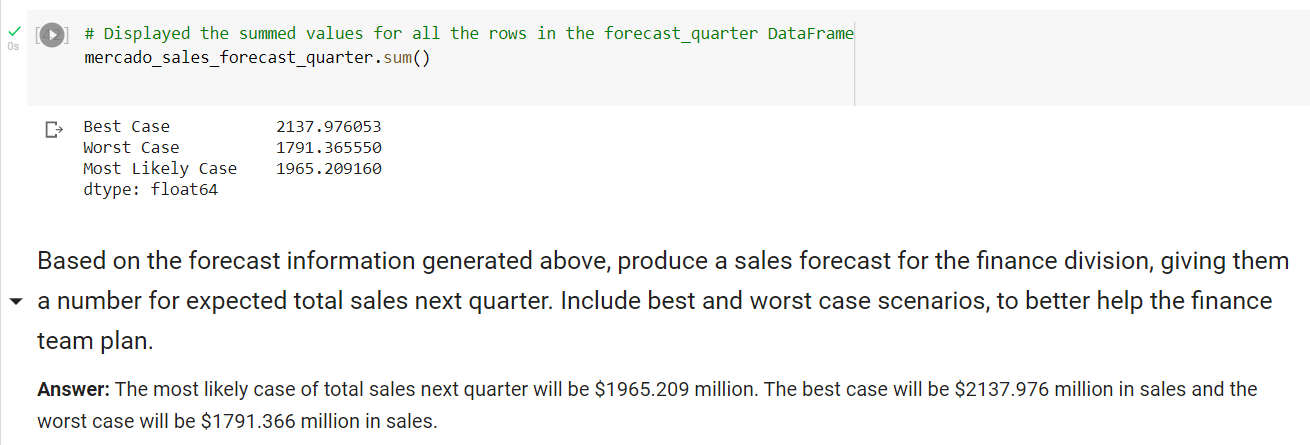 # Displayed the summed values for all the rows in the forecast_quarter DataFrame
0s
mercado_sales_forecast_quarter.sum()
Best Case 2137.976053
Worst Case 1791.365550
Most Likely Case 1965.209160
dtype: float64
Based on the forecast information generated above, produce a sales forecast for the finance division, giving them
a number for expected total sales next quarter. Include best and worst case scenarios, to better help the finance
team plan.
Answer: The most likely case of total sales next quarter will be $1965.209 million. The best case will be $2137.976 million in sales and the
worst case will be $1791.366 million in sales.